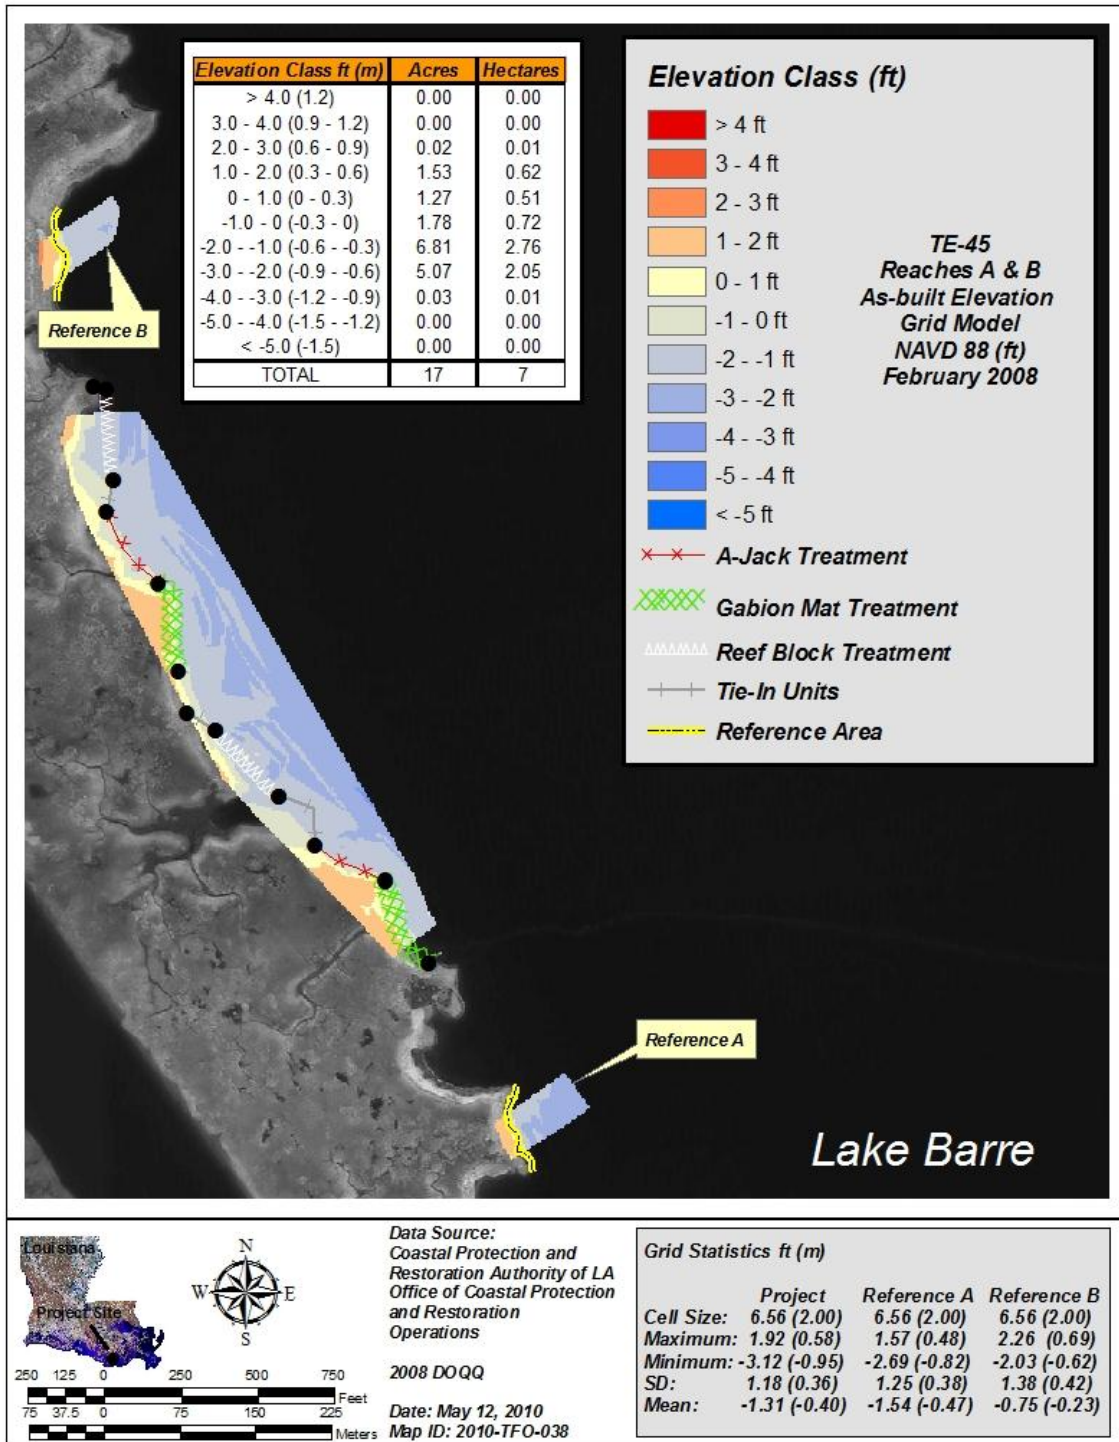 Elevation Class ft (m) Acres Hectares
> 4.0 (1.2) 0.00 0.00
3.0 - 4.0 (0.9 - 1.2) 0.00 0.00
2.0 - 3.0 (0.6 - 0.9) 0.02 0.01
1.0 - 2.0 (0.3 - 0.6) 1.53 0.62
0 - 1.0 (0 - 0.3) 1.27 0.51
-1.0 - 0 (-0.3 - 0) 1.78 0.72
-2.0 - -1.0 (-0.6 - -0.3) 6.81 2.76
-3.0 - -2.0 (-0.9 - -0.6) 5.07 2.05
-4.0 - -3.0 (-1.2 - -0.9) 0.03 0.01
-5.0 - -4.0 (-1.5 - -1.2) 0.00 0.00
< -5.0 (-1.5) 0.00 0.00
TOTAL 17 7
Elevation Class (ft)
> 4 ft
3 - 4 ft
2 - 3 ft
1 - 2 ft
0 - 1 ft
-1 - 0 ft
-2 - -1 ft
-3 - -2 ft
-4 - -3 ft
-5 - -4 ft
< -5 ft
A-Jack Treatment
Gabion Mat Treatment
Reef Block Treatment
Tie-In Units
Reference Area
TE-45
Reaches A & B
As-built Elevation
Grid Model
NAVD 88 (ft)
February 2008
Reference B
Reference A
Lake Barre
Louisiana
Project Site
N
W E
S
250 125 0 250 500 750
Feet
75 37.5 0 75 150 225
Meters
Data Source:
Coastal Protection and
Restoration Authority of LA
Office of Coastal Protection
and Restoration
Operations
2008 DOQQ
Date: May 12, 2010
Map ID: 2010-TFO-038
Grid Statistics ft (m)
Project Reference A Reference B
Cell Size: 6.56 (2.00) 6.56 (2.00) 6.56 (2.00)
Maximum: 1.92 (0.58) 1.57 (0.48) 2.26 (0.69)
Minimum: -3.12 (-0.95) -2.69 (-0.82) -2.03 (-0.62)
SD: 1.18 (0.36) 1.25 (0.38) 1.38 (0.42)
Mean: -1.31 (-0.40) -1.54 (-0.47) -0.75 (-0.23)